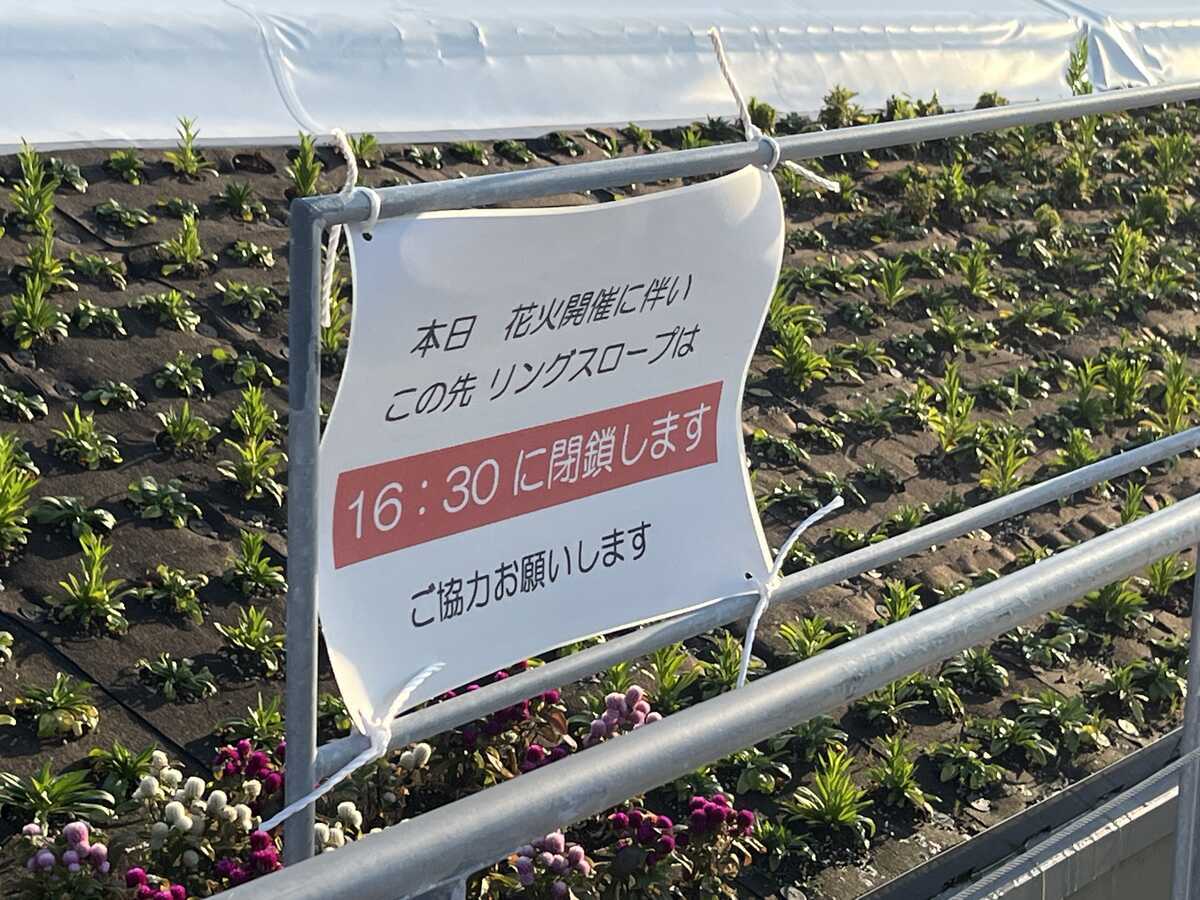 本日　花火開催に伴い
この先 リングスロープは
16：30 に閉鎖します
ご協力お願いします